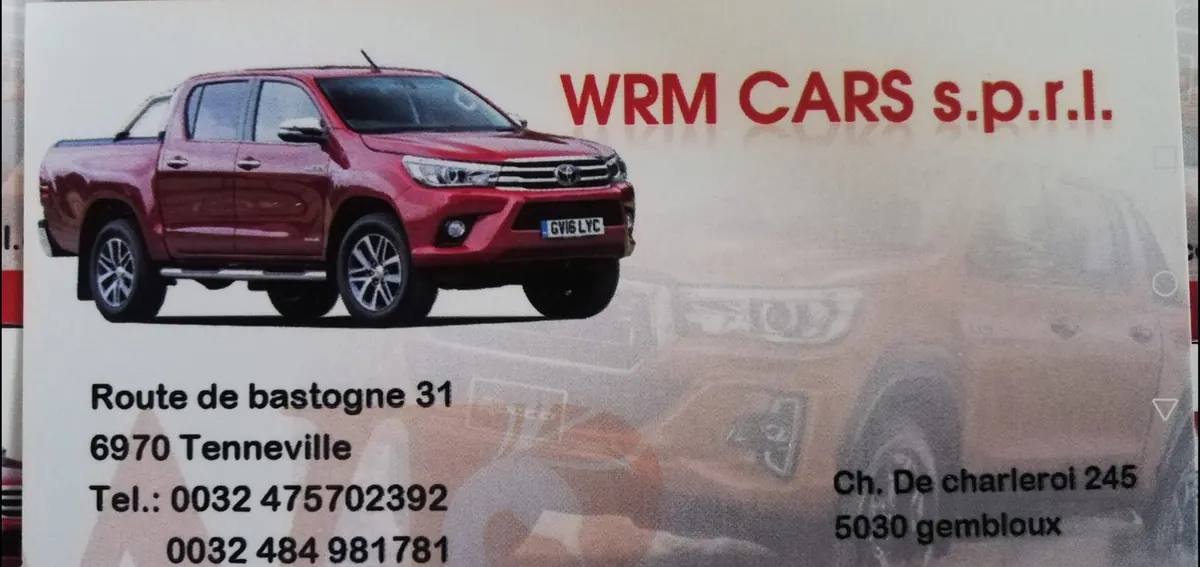 WRM CARS s.p.r.l.
GV16 LYC
Route de bastogne 31
6970 Tenneville
Tel.: 0032 475702392
0032 484 981781
Ch. De charleroi 245
5030 gembloux